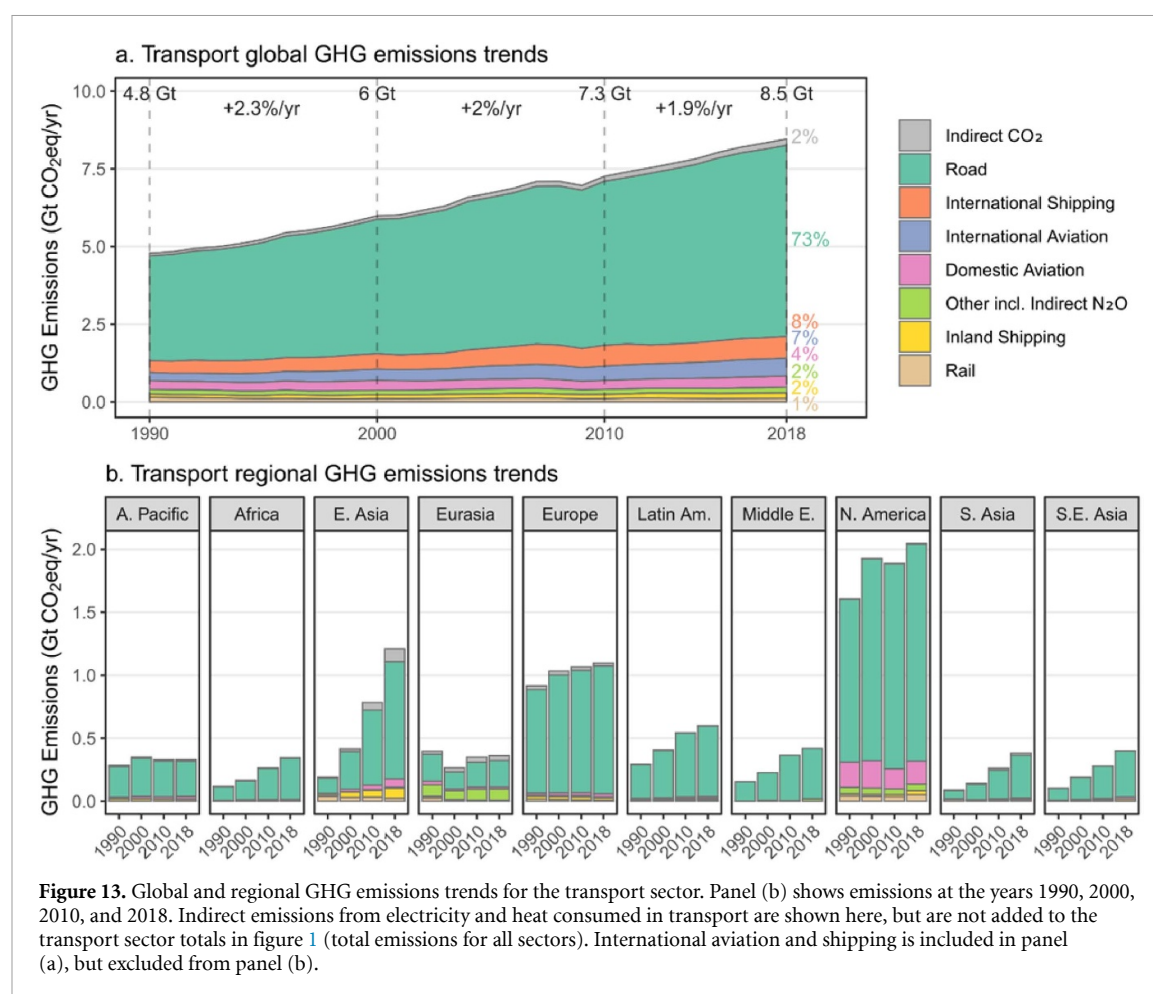 a. Transport global GHG emissions trends
GHG Emissions (Gt CO₂eq/yr)
10.0
7.5
5.0
2.5
0.0
4.8 Gt
+2.3%/yr
6 Gt
+2%/yr
7.3 Gt
+1.9%/yr
8.5 Gt
2%
73%
8%
7%
4%
2%
2%
1%
1990
2000
2010
2018
Indirect CO₂
Road
International Shipping
International Aviation
Domestic Aviation
Other incl. Indirect N₂O
Inland Shipping
Rail
b. Transport regional GHG emissions trends
GHG Emissions (Gt CO₂eq/yr)
2.0
1.5
1.0
0.5
0.0
A. Pacific
Africa
E. Asia
Eurasia
Europe
Latin Am.
Middle E.
N. America
S. Asia
S.E. Asia
1990 2000 2010 2018
1990 2000 2010 2018
1990 2000 2010 2018
1990 2000 2010 2018
1990 2000 2010 2018
1990 2000 2010 2018
1990 2000 2010 2018
1990 2000 2010 2018
1990 2000 2010 2018
1990 2000 2010 2018
Figure 13. Global and regional GHG emissions trends for the transport sector. Panel (b) shows emissions at the years 1990, 2000,
2010, and 2018. Indirect emissions from electricity and heat consumed in transport are shown here, but are not added to the
transport sector totals in figure 1 (total emissions for all sectors). International aviation and shipping is included in panel
(a), but excluded from panel (b).